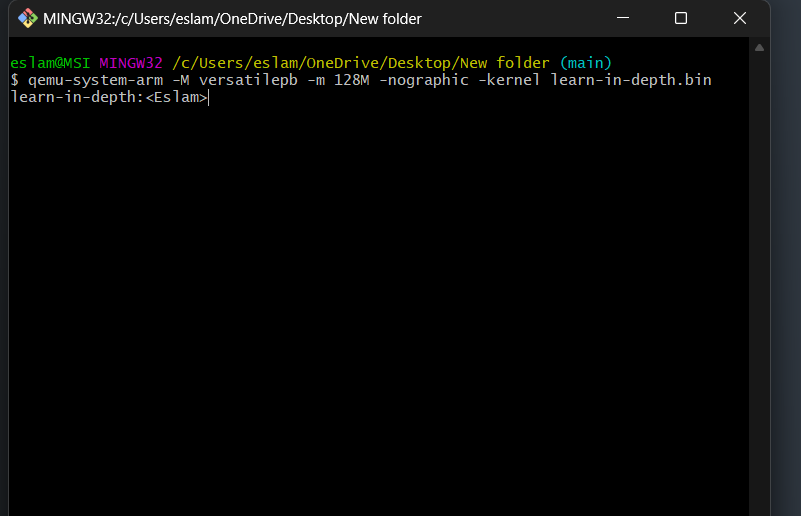 MINGW32:/c/Users/eslam/OneDrive/Desktop/New folder
eslam@MSI MINGW32 /c/Users/eslam/OneDrive/Desktop/New folder (main)
$ qemu-system-arm -M versatilepb -m 128M -nographic -kernel learn-in-depth.bin
learn-in-depth:<Eslam>